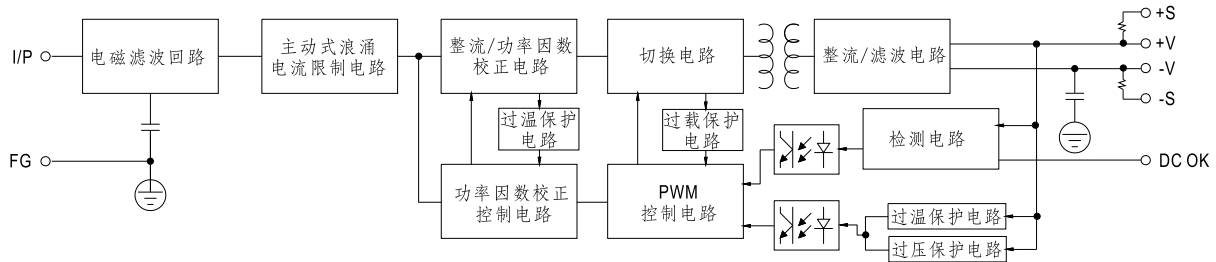 I/P
电磁滤波回路
主动式浪涌
电流限制电路
整流/功率因数
校正电路
切换电路
整流/滤波电路
+S
+V
-V
-S
过温保护
电路
过载保护
电路
检测电路
FG
DC OK
功率因数校正
控制电路
PWM
控制电路
过温保护电路
过压保护电路